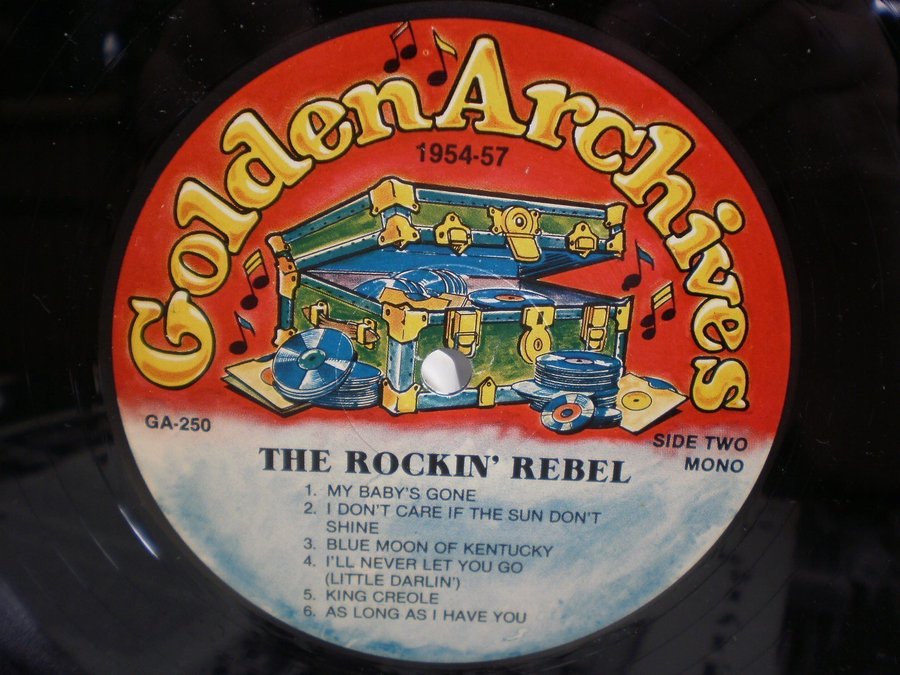 Golden Archives
1954-57
GA-250
SIDE TWO
MONO
THE ROCKIN' REBEL
1. MY BABY'S GONE
2. I DON'T CARE IF THE SUN DON'T
SHINE
3. BLUE MOON OF KENTUCKY
4. I'LL NEVER LET YOU GO
(LITTLE DARLIN')
5. KING CREOLE
6. AS LONG AS I HAVE YOU